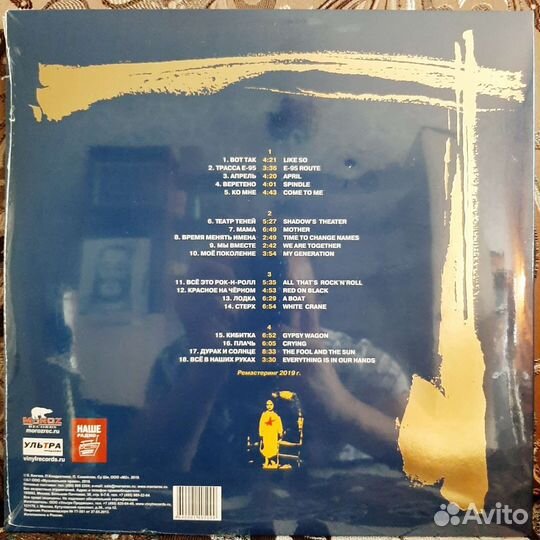 1
1. ВОТ ТАК 4:21 LIKE SO
2. ТРАССА Е-95 3:36 E-95 ROUTE
3. АПРЕЛЬ 4:20 APRIL
4. ВЕРЕТЕНО 4:01 SPINDLE
5. КО МНЕ 4:43 COME TO ME
2
6. ТЕАТР ТЕНЕЙ 5:27 SHADOW'S THEATER
7. МАМА 6:49 MOTHER
8. ВРЕМЯ МЕНЯТЬ ИМЕНА 2:49 TIME TO CHANGE NAMES
9. МЫ ВМЕСТЕ 2:42 WE ARE TOGETHER
10. МОЁ ПОКОЛЕНИЕ 3:54 MY GENERATION
3
11. ВСЁ ЭТО РОК-Н-РОЛЛ 5:35 ALL THAT'S ROCK'N'ROLL
12. КРАСНОЕ НА ЧЁРНОМ 4:53 RED ON BLACK
13. ЛОДКА 6:29 A BOAT
14. СТЕРХ 6:54 WHITE CRANE
4
15. КИБИТКА 6:52 GYPSY WAGON
16. ПЛАЧЬ 6:05 CRYING
17. ДУРАК И СОЛНЦЕ 8:33 THE FOOL AND THE SUN
18. ВСЁ В НАШИХ РУКАХ 3:30 EVERYTHING IS IN OUR HANDS
Ремастеринг 2019 г.
MOROZ
RECORDS
morozrec.ru
УЛЬТРА
vinylrecords.ru
НАШЕ
РАДИО
Avito